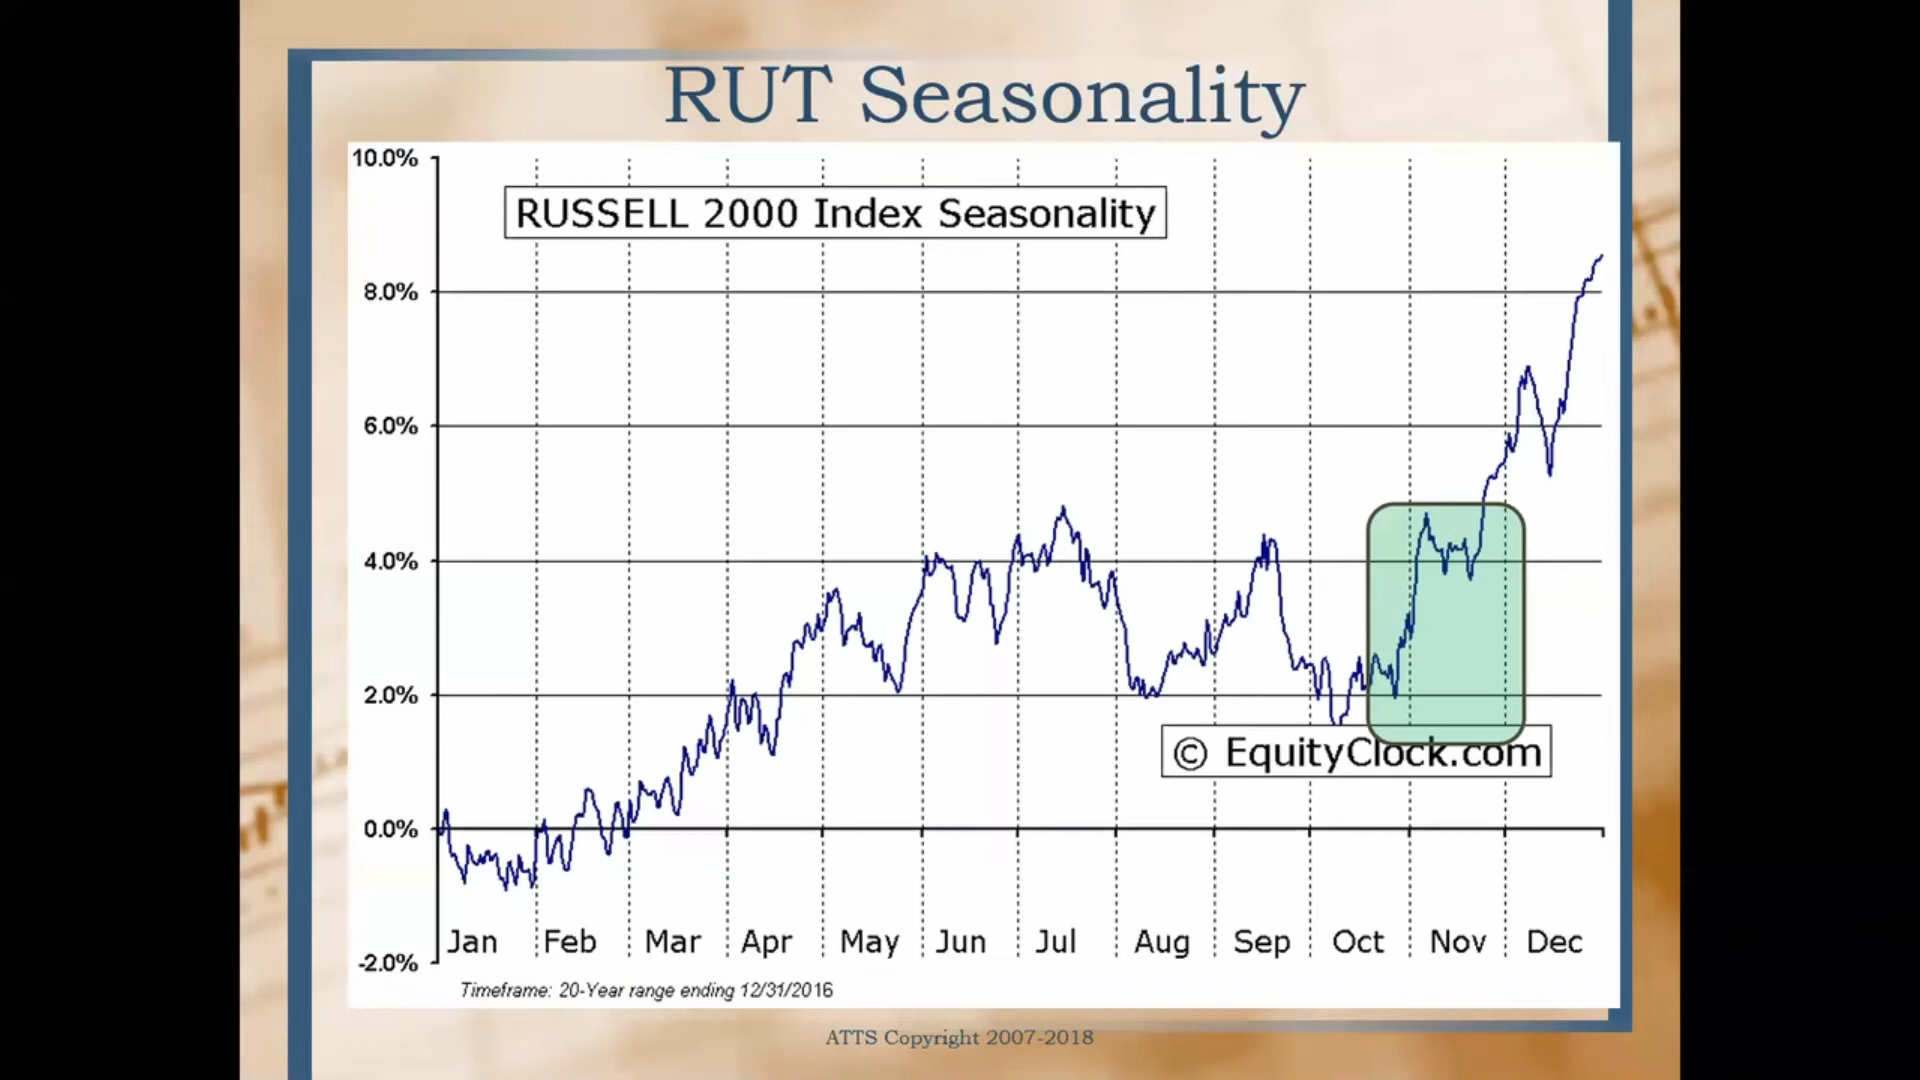 RUT Seasonality
10.0%
RUSSELL 2000 Index Seasonality
8.0%
6.0%
4.0%
2.0%
© EquityClock.com
0.0%
Jan Feb Mar Apr May Jun Jul Aug Sep Oct Nov Dec
-2.0%
Timeframe: 20-Year range ending 12/31/2016
ATTS Copyright 2007-2018